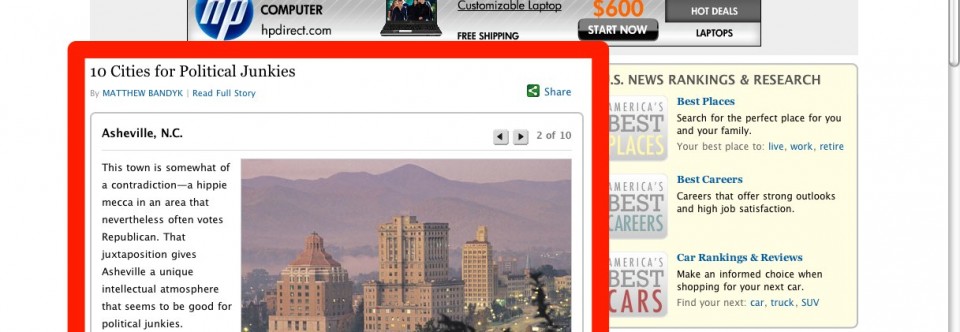 hp
COMPUTER
hpdirect.com
Customizable Laptop
FREE SHIPPING
$600
START NOW
HOT DEALS
LAPTOPS
10 Cities for Political Junkies
By MATTHEW BANDYK | Read Full Story
Share
Asheville, N.C.
2 of 10
This town is somewhat of
a contradiction—a hippie
mecca in an area that
nevertheless often votes
Republican. That
juxtaposition gives
Asheville a unique
intellectual atmosphere
that seems to be good for
political junkies.
.S. NEWS RANKINGS & RESEARCH
AMERICA'S
BEST
PLACES
Best Places
Search for the perfect place for you
and your family.
Your best place to: live, work, retire
AMERICA'S
BEST
CAREERS
Best Careers
Careers that offer strong outlooks
and high job satisfaction.
AMERICA'S
BEST
CARS
Car Rankings & Reviews
Make an informed choice when
shopping for your next car.
Find your next: car, truck, SUV